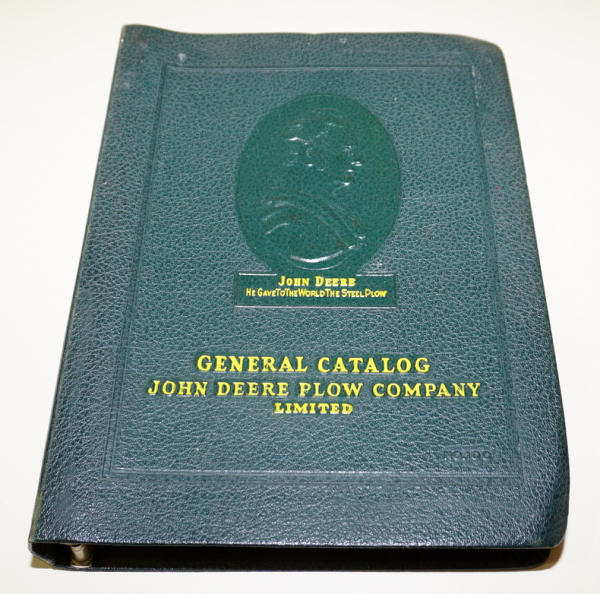 JOHN DEERE
HE GAVE TO THE WORLD THE STEEL PLOW
GENERAL CATALOG
JOHN DEERE PLOW COMPANY
LIMITED